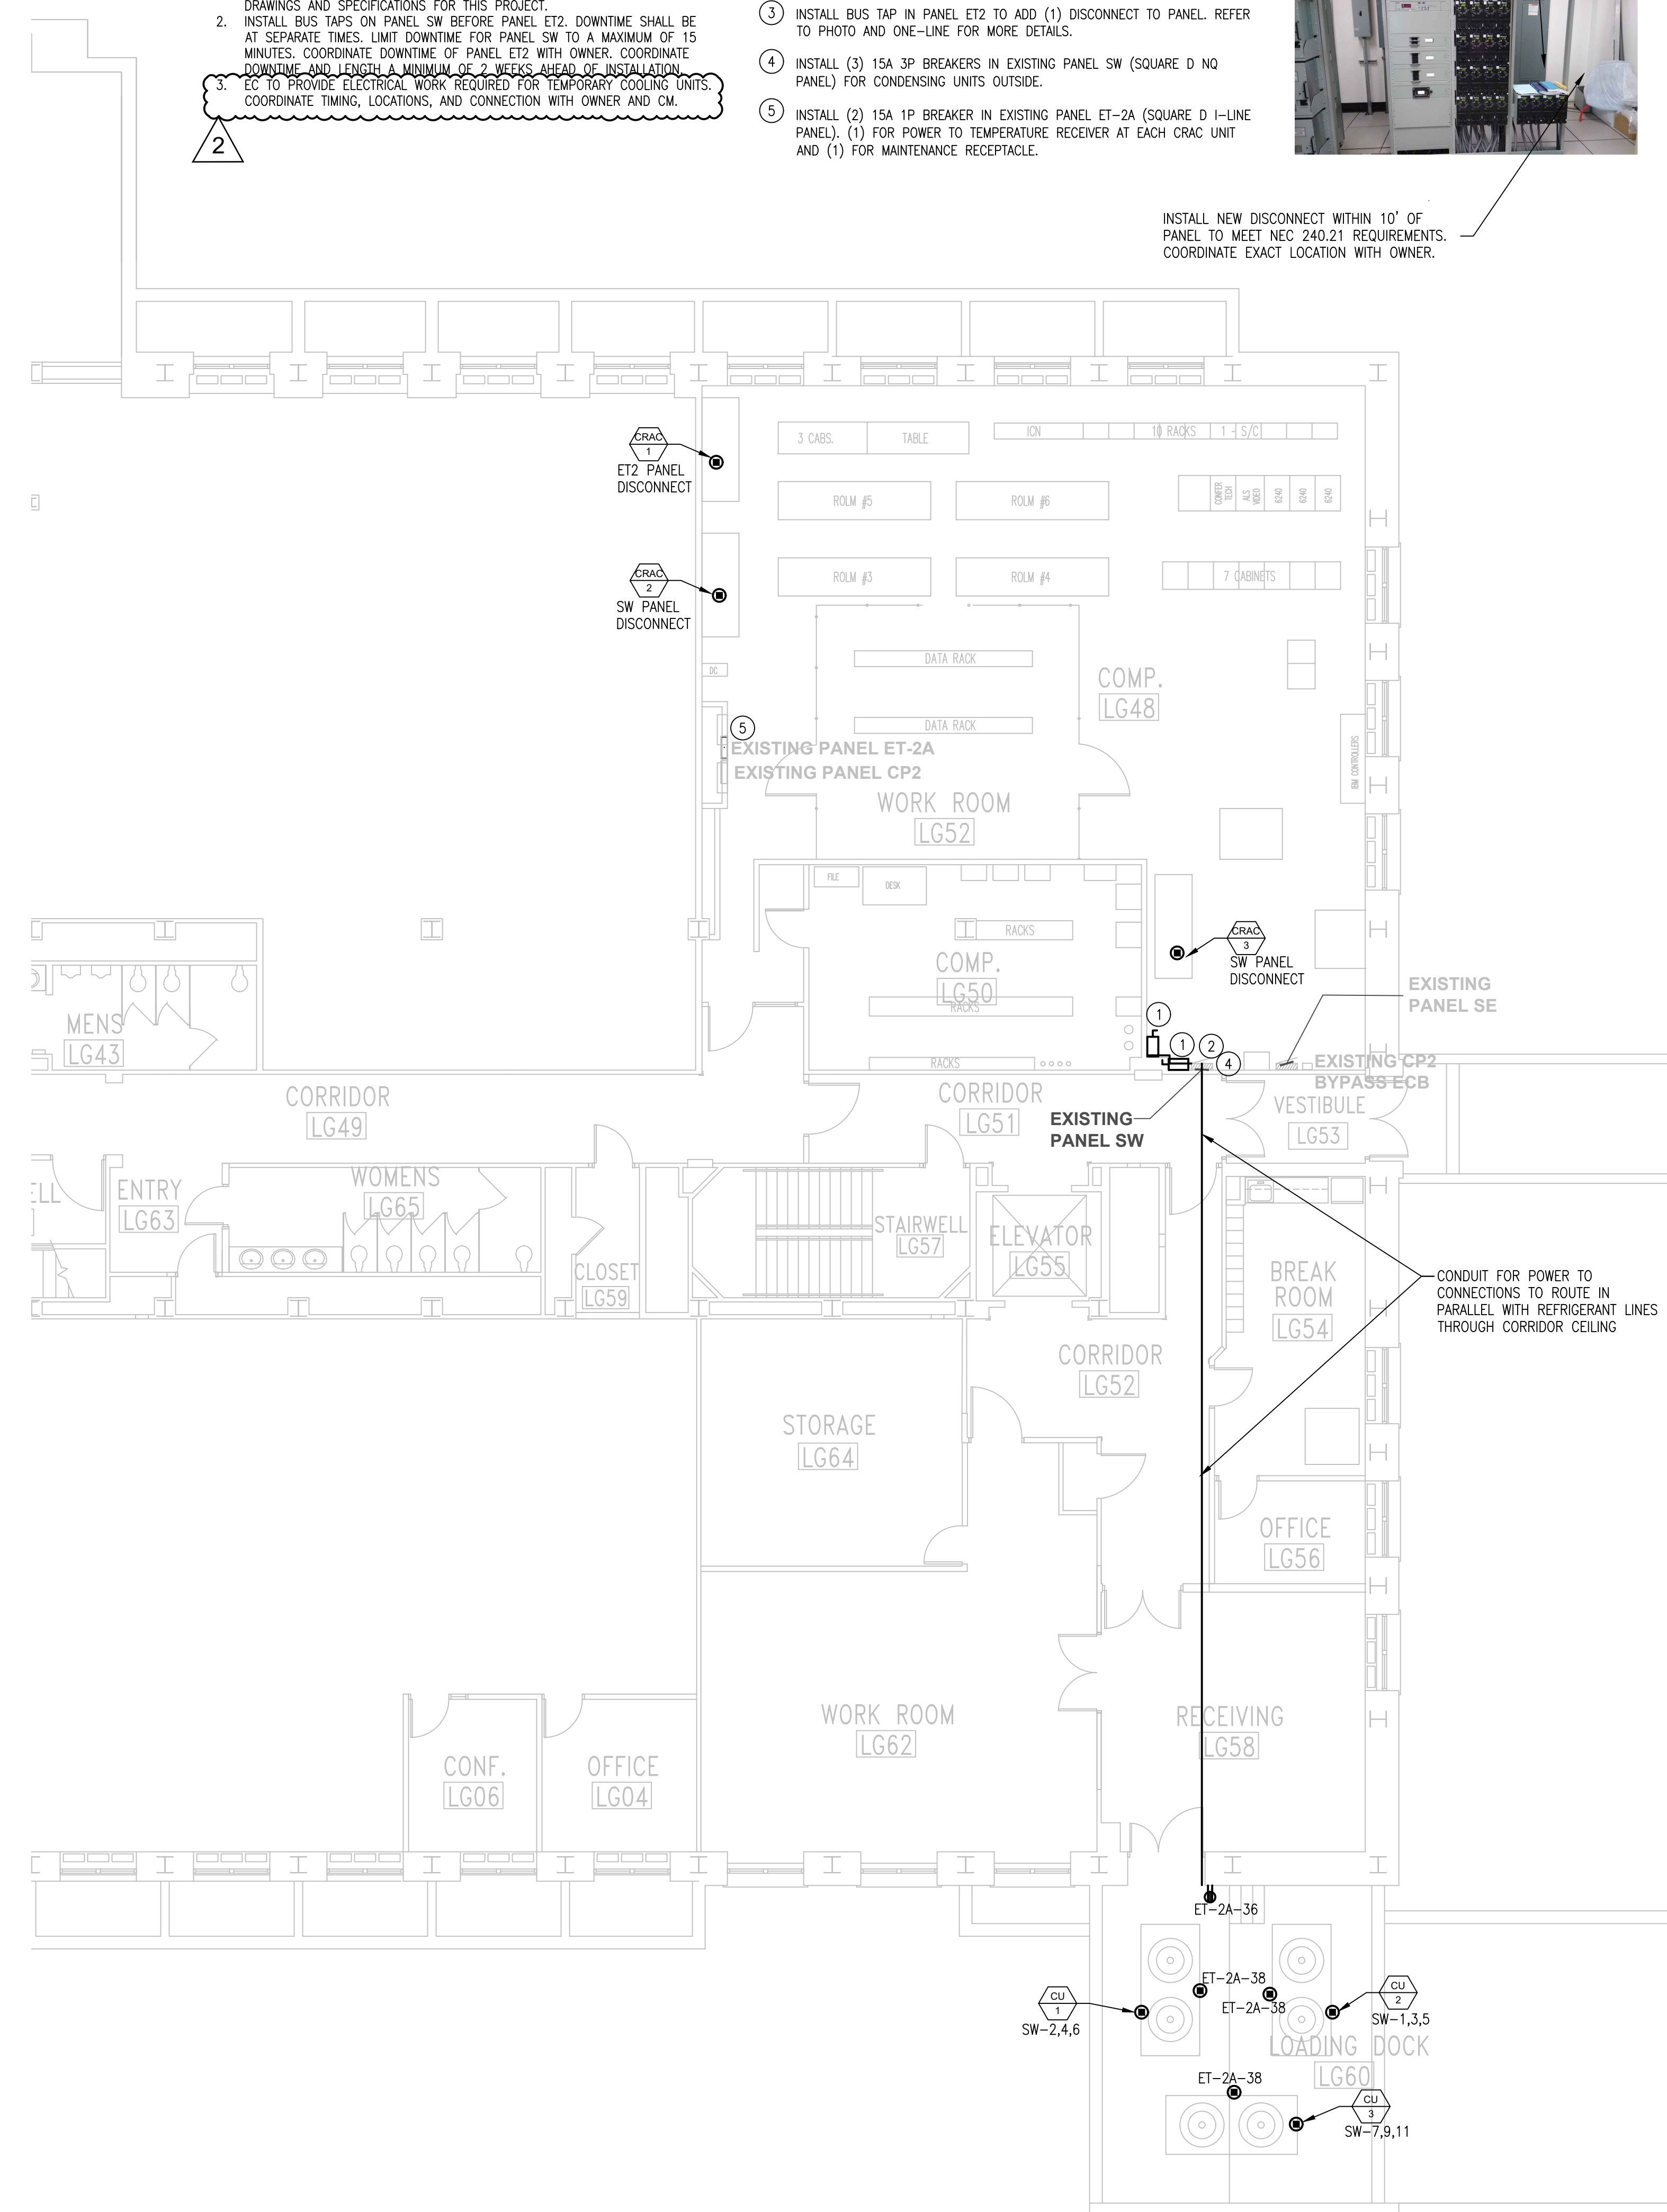 DRAWINGS AND SPECIFICATIONS FOR THIS PROJECT.
2. INSTALL BUS TAPS ON PANEL SW BEFORE PANEL ET2. DOWNTIME SHALL BE
AT SEPARATE TIMES. LIMIT DOWNTIME FOR PANEL SW TO A MAXIMUM OF 15
MINUTES. COORDINATE DOWNTIME OF PANEL ET2 WITH OWNER. COORDINATE
DOWNTIME AND LENGTH A MINIMUM OF 2 WEEKS AHEAD OF INSTALLATION.
3. EC TO PROVIDE ELECTRICAL WORK REQUIRED FOR TEMPORARY COOLING UNITS.
COORDINATE TIMING, LOCATIONS, AND CONNECTION WITH OWNER AND CM.
2
3 INSTALL BUS TAP IN PANEL ET2 TO ADD (1) DISCONNECT TO PANEL. REFER
TO PHOTO AND ONE-LINE FOR MORE DETAILS.
4 INSTALL (3) 15A 3P BREAKERS IN EXISTING PANEL SW (SQUARE D NQ
PANEL) FOR CONDENSING UNITS OUTSIDE.
5 INSTALL (2) 15A 1P BREAKER IN EXISTING PANEL ET-2A (SQUARE D I-LINE
PANEL). (1) FOR POWER TO TEMPERATURE RECEIVER AT EACH CRAC UNIT
AND (1) FOR MAINTENANCE RECEPTACLE.
INSTALL NEW DISCONNECT WITHIN 10' OF
PANEL TO MEET NEC 240.21 REQUIREMENTS.
COORDINATE EXACT LOCATION WITH OWNER.
CRAC
1
ET2 PANEL
DISCONNECT
3 CABS.
TABLE
ICN
10 RACKS
1 - S/C
ROLM #5
ROLM #6
CONFER
TECH
ALS
VIDEO
6240
6240
6240
CRAC
2
SW PANEL
DISCONNECT
ROLM #3
ROLM #4
7 CABINETS
DC
DATA RACK
COMP.
LG48
DATA RACK
5
EXISTING PANEL ET-2A
EXISTING PANEL CP2
IBM CONTROLLERS
WORK ROOM
LG52
FILE
DESK
RACKS
CRAC
3
SW PANEL
DISCONNECT
COMP.
LG50
RACKS
EXISTING
PANEL SE
MENS
LG43
1
1
2
4
RACKS
EXISTING CP2
BYPASS ECB
CORRIDOR
LG49
CORRIDOR
LG51
EXISTING
PANEL SW
VESTIBULE
LG53
ELL
ENTRY
LG63
WOMENS
LG65
STAIRWELL
LG57
ELEVATOR
LG55
CLOSET
LG59
BREAK
ROOM
LG54
CONDUIT FOR POWER TO
CONNECTIONS TO ROUTE IN
PARALLEL WITH REFRIGERANT LINES
THROUGH CORRIDOR CEILING
CORRIDOR
LG52
STORAGE
LG64
OFFICE
LG56
WORK ROOM
LG62
RECEIVING
LG58
CONF.
LG06
OFFICE
LG04
ET-2A-36
CU
1
SW-2,4,6
ET-2A-38
ET-2A-38
CU
2
SW-1,3,5
LOADING DOCK
LG60
ET-2A-38
CU
3
SW-7,9,11